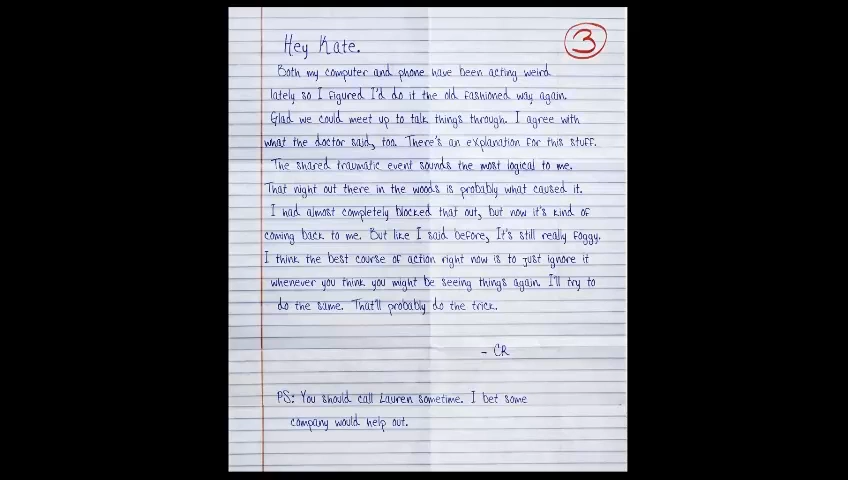 3
Hey Kate.
Both my computer and phone have been acting weird
lately so I figured I'd do it the old fashioned way again.
Glad we could meet up to talk things through. I agree with
what the doctor said, too. There's an explanation for this stuff.
The shared traumatic event sounds the most logical to me.
That night out there in the woods is probably what caused it.
I had almost completely blocked that out, but now it's kind of
coming back to me. But like I said before, It's still really foggy.
I think the best course of action right now is to just ignore it
whenever you think you might be seeing things again. I'll try to
do the same. That'll probably do the trick.
- CR
PS: You should call Lauren sometime. I bet some
company would help out.